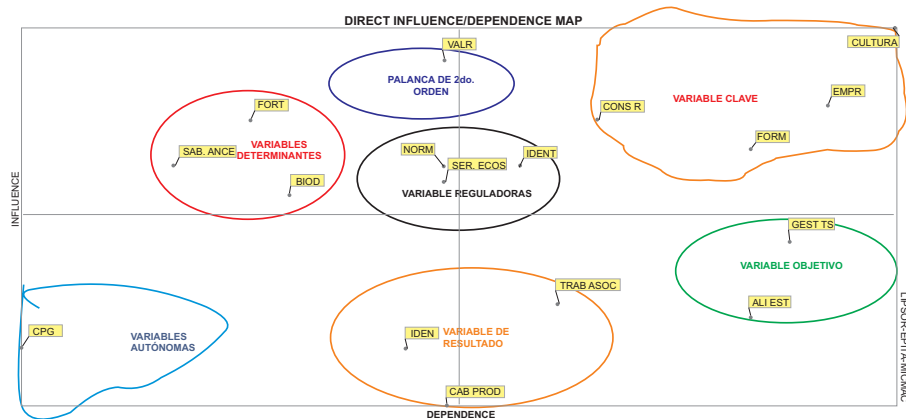 DIRECT INFLUENCE/DEPENDENCE MAP
CULTURA
VALR
PALANCA DE 2do.
ORDEN
VARIABLE CLAVE
EMPR
CONS R
FORM
FORT
SAB. ANCE
VARIABLES
DETERMINANTES
BIOD
NORM
SER. ECOS
IDENT
VARIABLE REGULADORAS
INFLUENCE
GEST TS
VARIABLE OBJETIVO
ALI EST
TRAB ASOC
IDEN
VARIABLE DE
RESULTADO
CAB PROD
CPG
VARIABLES
AUTÓNOMAS
DEPENDENCE
LIPSOR-EPITA-MICMAC